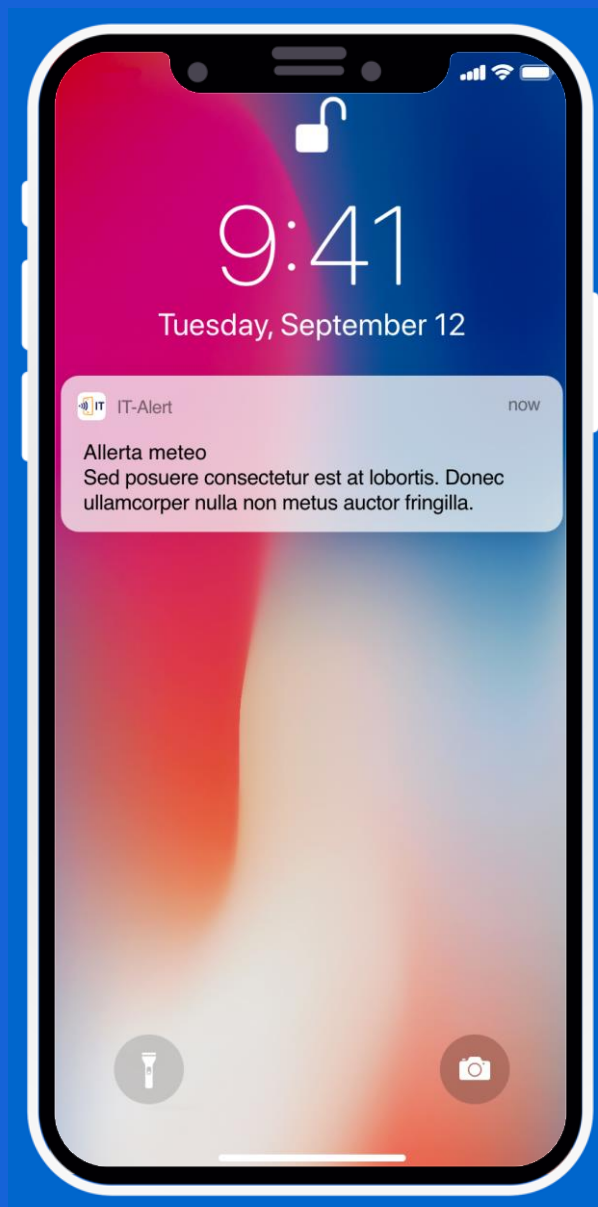 9:41
Tuesday, September 12
IT IT-Alert now
Allerta meteo
Sed posuere consectetur est at lobortis. Donec
ullamcorper nulla non metus auctor fringilla.